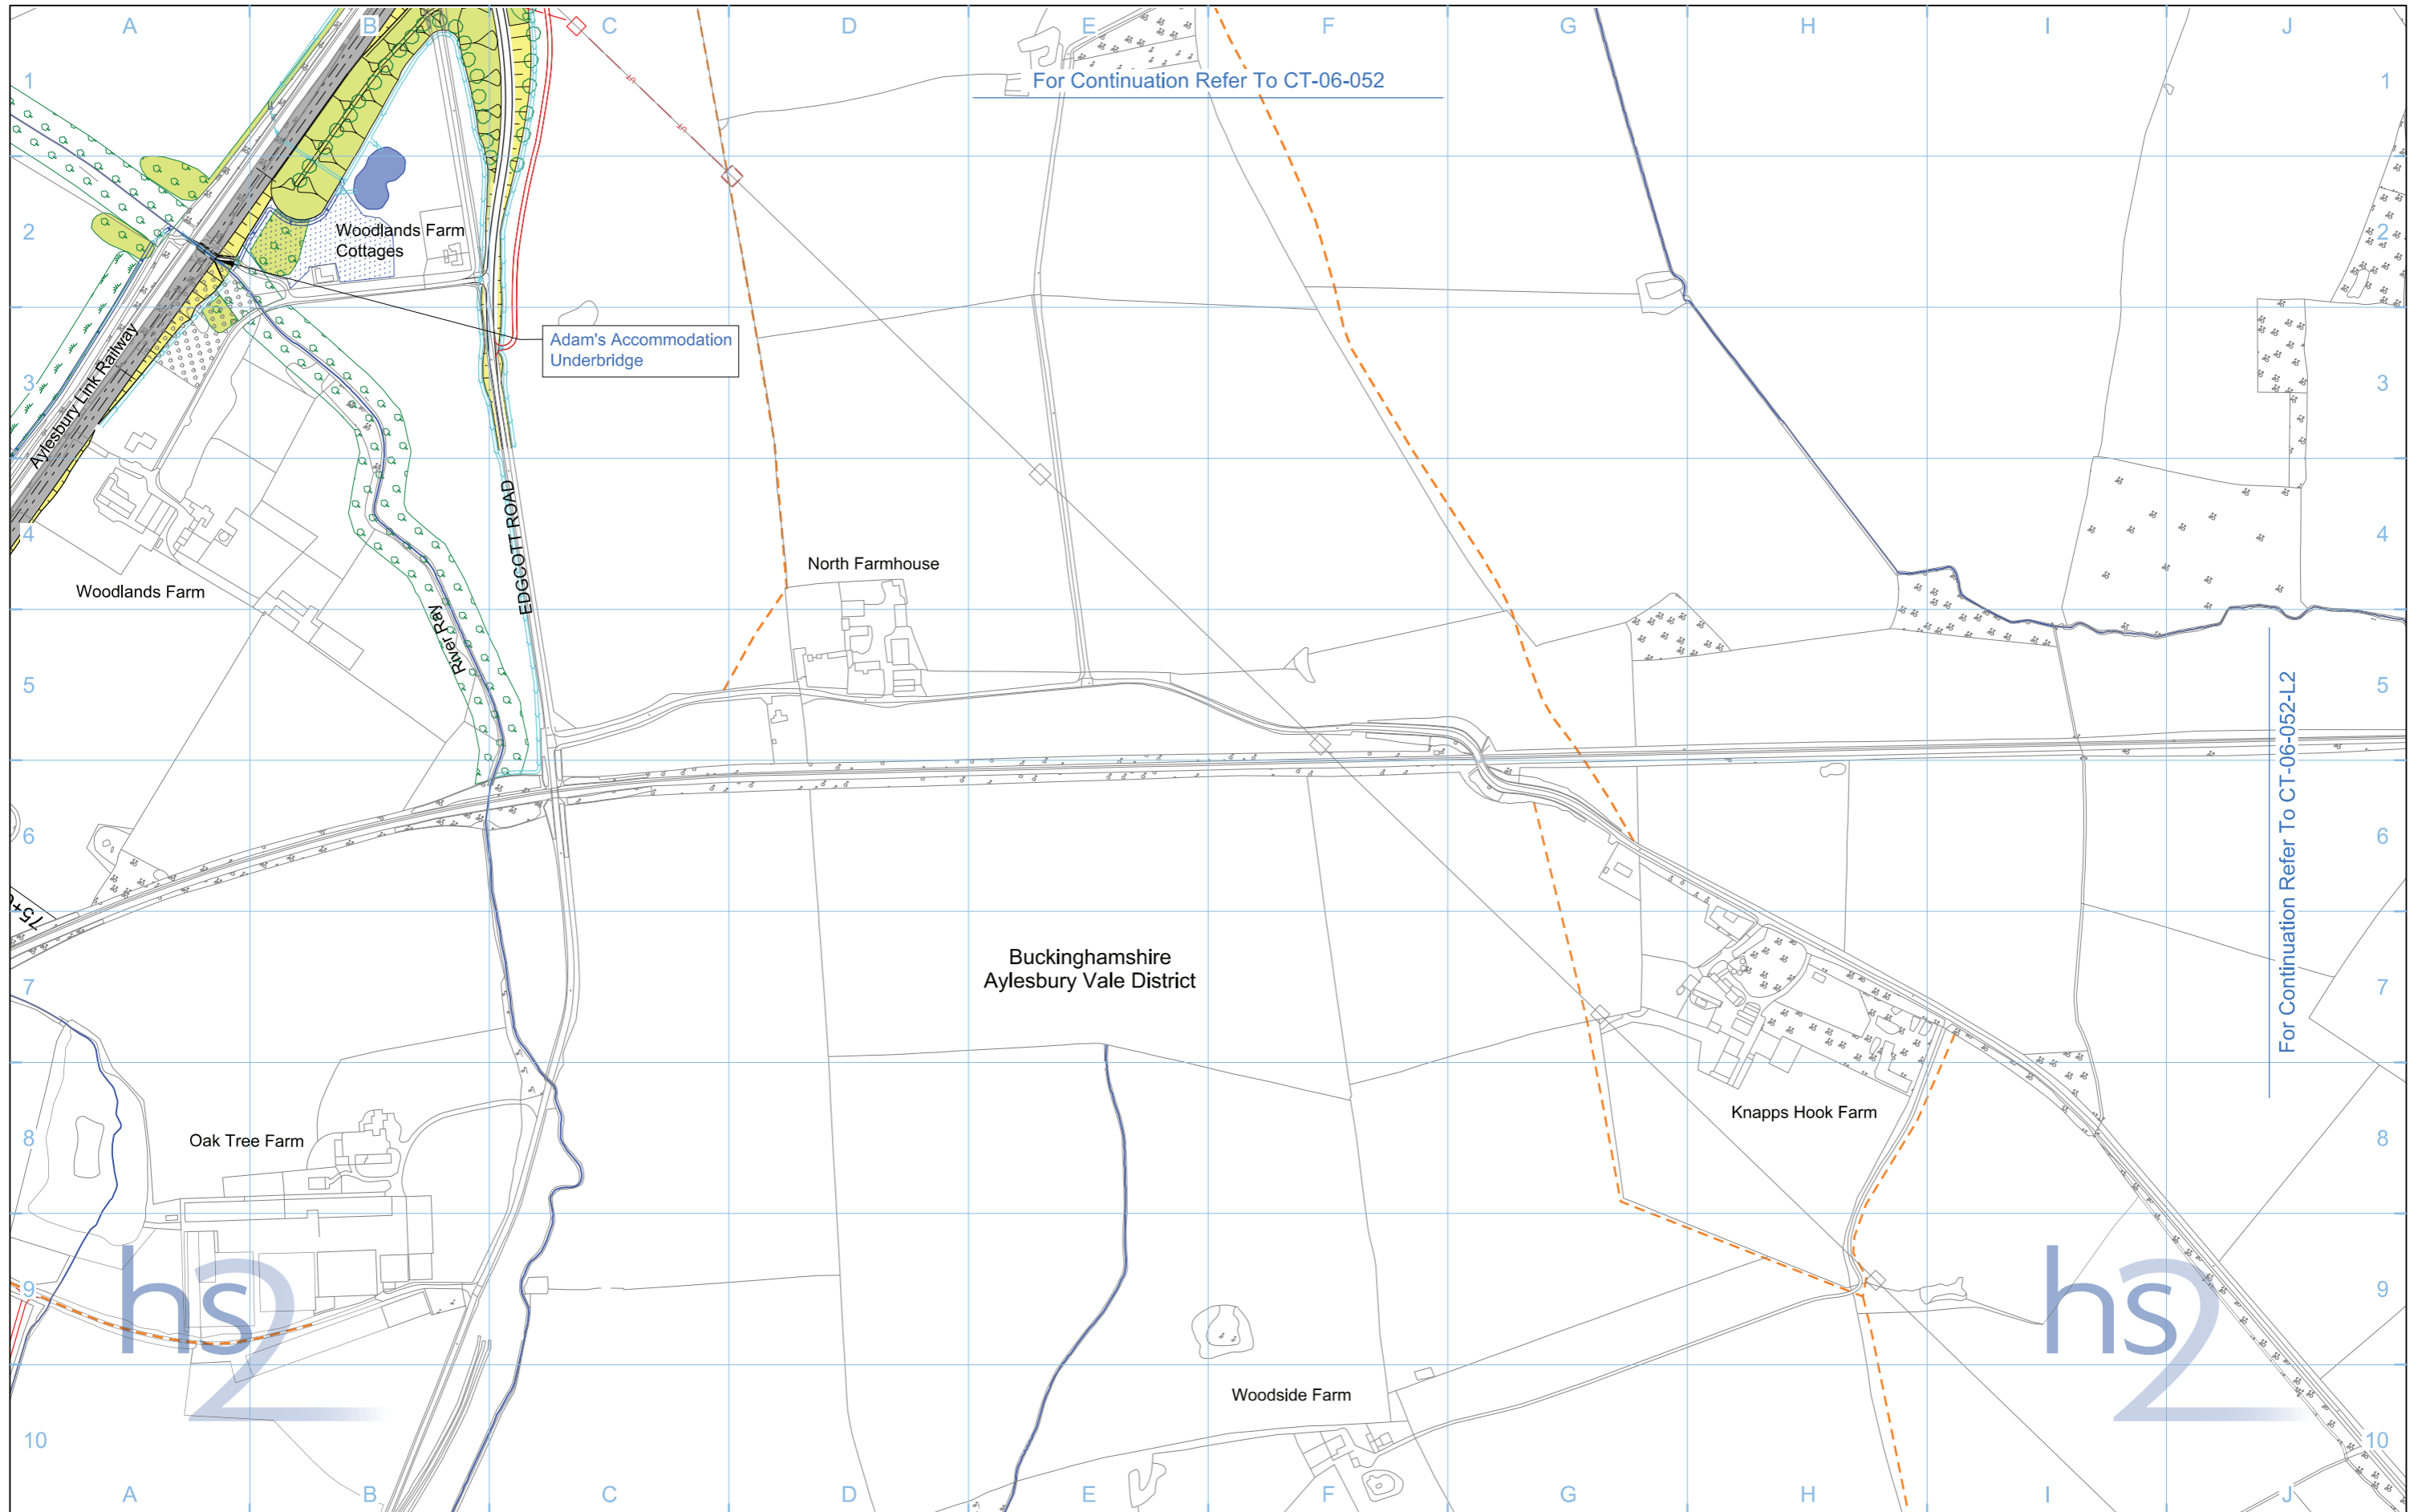 A B C D E F G H I J
1 1
For Continuation Refer To CT-06-052
2 2
Woodlands Farm
Cottages
Adam's Accommodation
Underbridge
3 3
Aylesbury Link Railway
4 4
EDGCOTT ROAD
North Farmhouse
Woodlands Farm
River Ray
5 5
For Continuation Refer To CT-06-052-L2
6 6
7 7
Buckinghamshire
Aylesbury Vale District
8 8
Knapps Hook Farm
Oak Tree Farm
9 9
hs2
hs2
Woodside Farm
10 10
A B C D E F G H I J